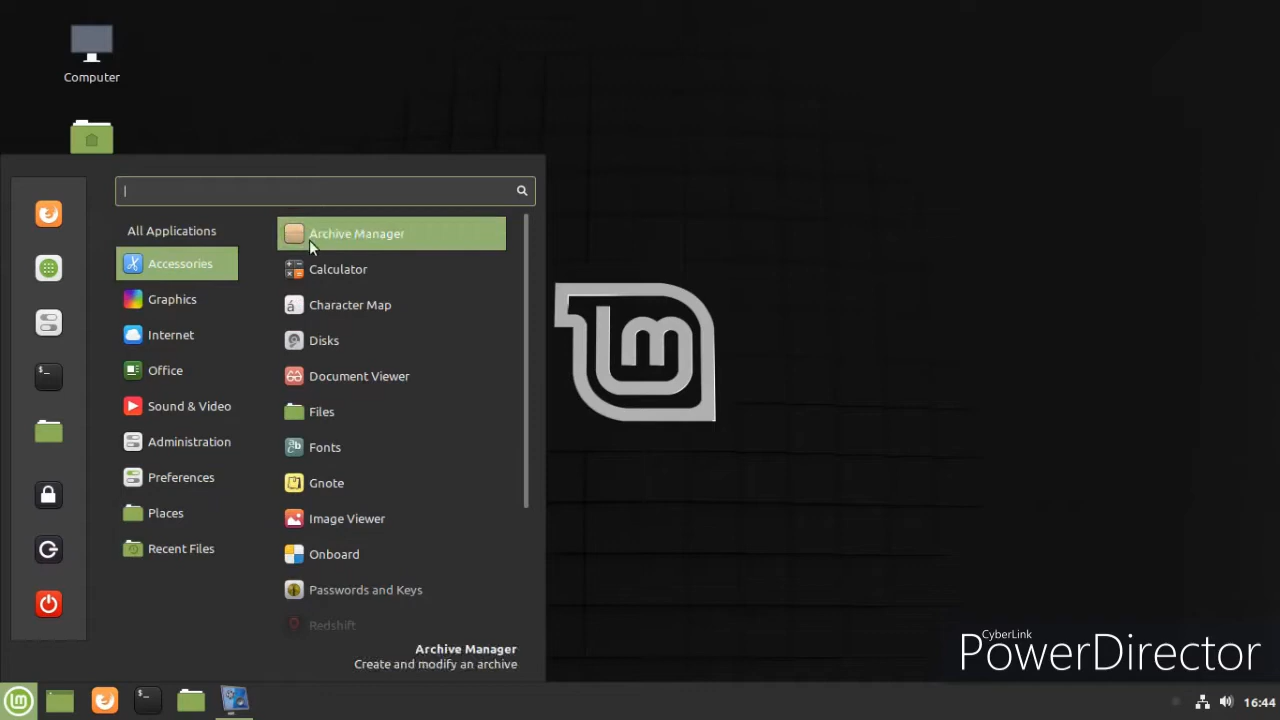 Computer
All Applications
Accessories
Graphics
Internet
Office
Sound & Video
Administration
Preferences
Places
Recent Files
Archive Manager
Calculator
Character Map
Disks
Document Viewer
Files
Fonts
Gnote
Image Viewer
Onboard
Passwords and Keys
Redshift
Archive Manager
Create and modify an archive
CyberLink
PowerDirector
16:44